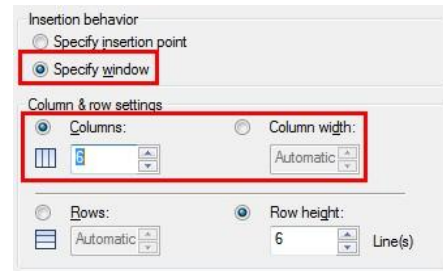 Insertion behavior
Specify insertion point
Specify window
Column & row settings
Columns: Column width:
6 Automatic
Rows: Row height:
Automatic 6 Line(s)